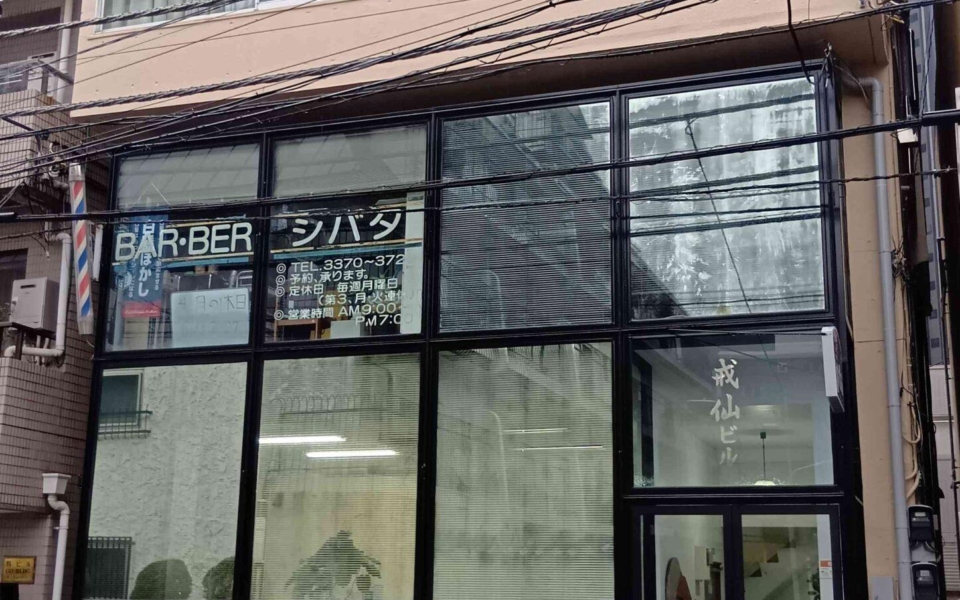 BAR・BER
シバタ
◎ TEL.3370〜372
◎ 予約、承ります。
◎ 定休日 毎週月曜日
(第3、月・火連休
◎ 営業時間 AM9:00
PM7:0
戎仙ビル